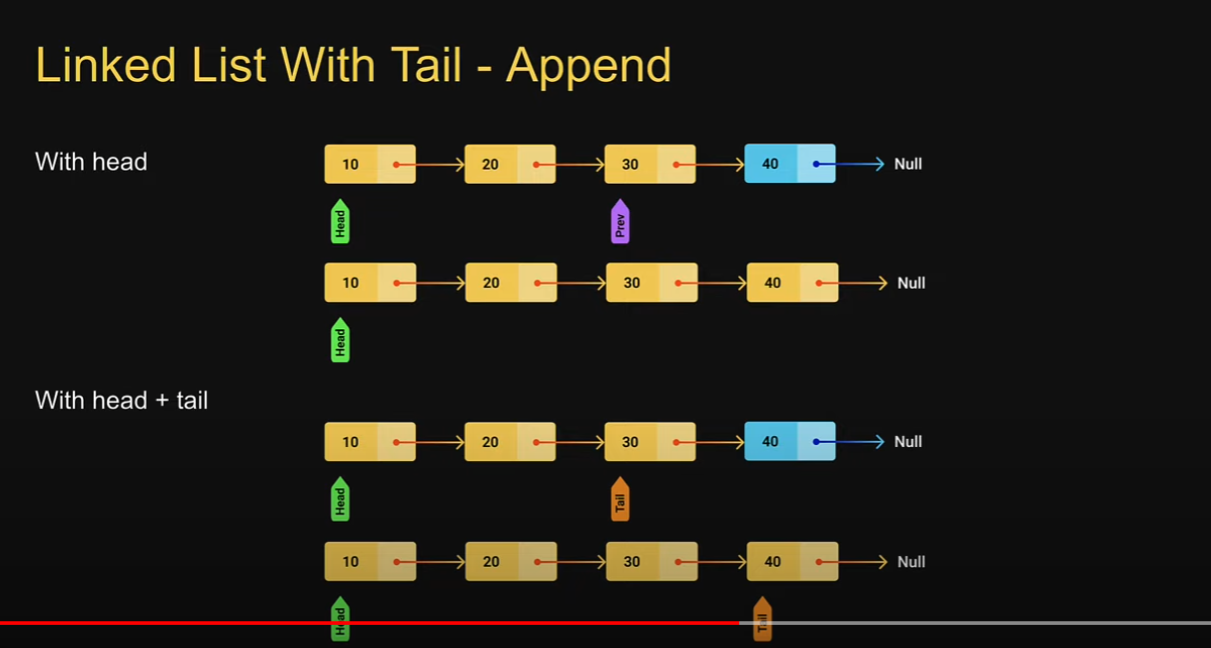 Linked List With Tail - Append
With head
10 20 30 40 Null
Head Prev
10 20 30 40 Null
Head
With head + tail
10 20 30 40 Null
Head Tail
10 20 30 40 Null
Head Tail